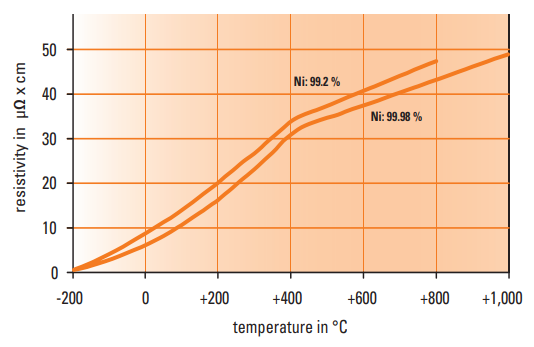 resistivity in µΩ x cm
50
40
30
20
10
0
Ni: 99.2 %
Ni: 99.98 %
-200 0 +200 +400 +600 +800 +1,000
temperature in °C